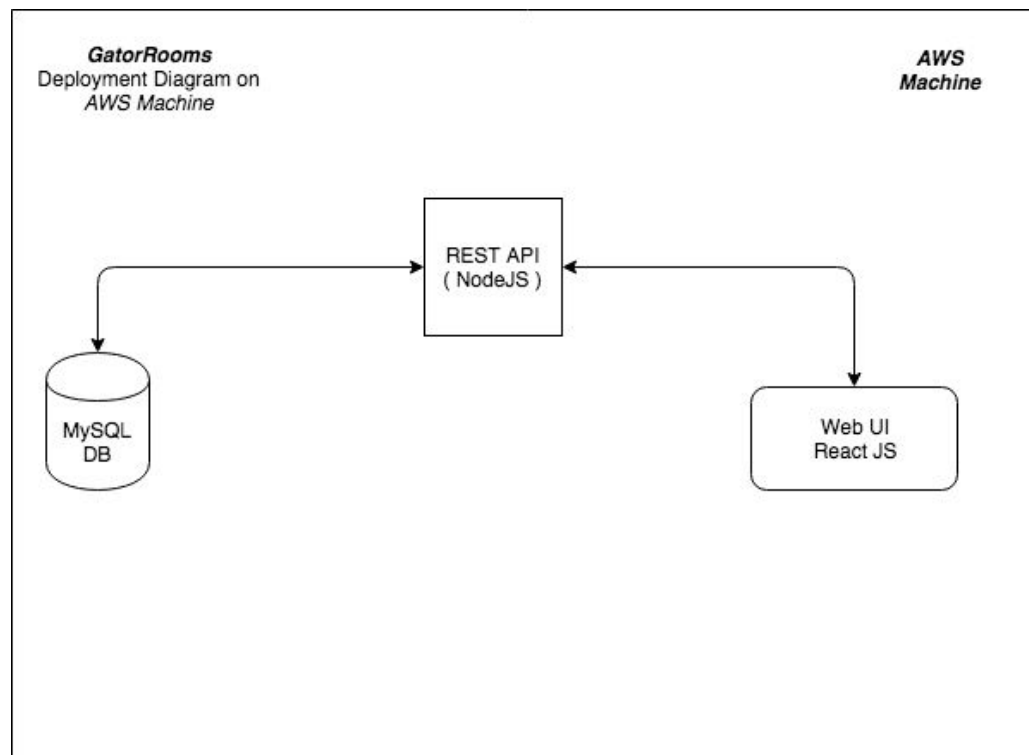 GatorRooms
Deployment Diagram on
AWS Machine
AWS
Machine
REST API
( NodeJS )
MySQL
DB
Web UI
React JS